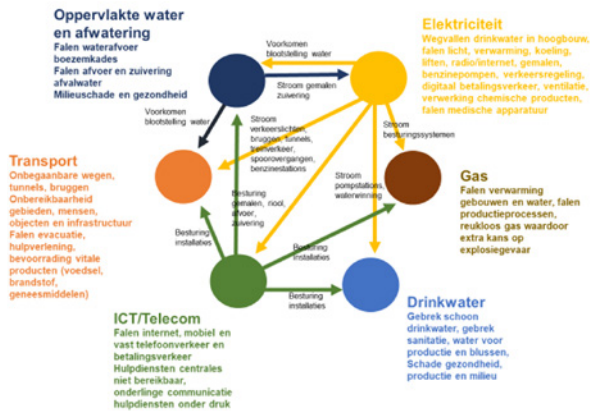 Oppervlakte water
en afwatering
Falen waterafvoer
boezemkades
Falen afvoer en zuivering
afvalwater
Milieuschade en gezondheid
Elektriciteit
Wegvallen drinkwater in hoogbouw,
falen licht, verwarming, koeling,
liften, radio/internet, gemalen,
benzinepompen, verkeersregeling,
digitaal betalingsverkeer, ventilatie,
verwerking chemische producten,
falen medische apparatuur
Voorkomen
blootstelling water
Stroom gemalen
zuivering
Voorkomen
blootstelling water
Stroom
verkeerslichten,
bruggen, tunnels,
treinverkeer,
spoorovergangen,
benzinestations
Stroom
besturingssystemen
Transport
Onbegaanbare wegen,
tunnels, bruggen
Onbereikbaarheid
gebieden, mensen,
objecten en infrastructuur
Falen evacuatie,
hulpverlening,
bevoorrading vitale
producten (voedsel,
brandstof,
geneesmiddelen)
Stroom
pompstations,
waterwinning
Gas
Falen verwarming
gebouwen en water, falen
productieprocessen,
reukloos gas waardoor
extra kans op
explosiegevaar
Besturing
gemalen, riool,
afvoer,
zuivering
Besturing
installaties
Besturing
installaties
Besturing
installaties
ICT/Telecom
Falen internet, mobiel en
vast telefoonverkeer en
betalingsverkeer
Hulpdiensten centrales
niet bereikbaar,
onderlinge communicatie
hulpdiensten onder druk
Drinkwater
Gebrek schoon
drinkwater, gebrek
sanitatie, water voor
productie en blussen,
Schade gezondheid,
productie en milieu